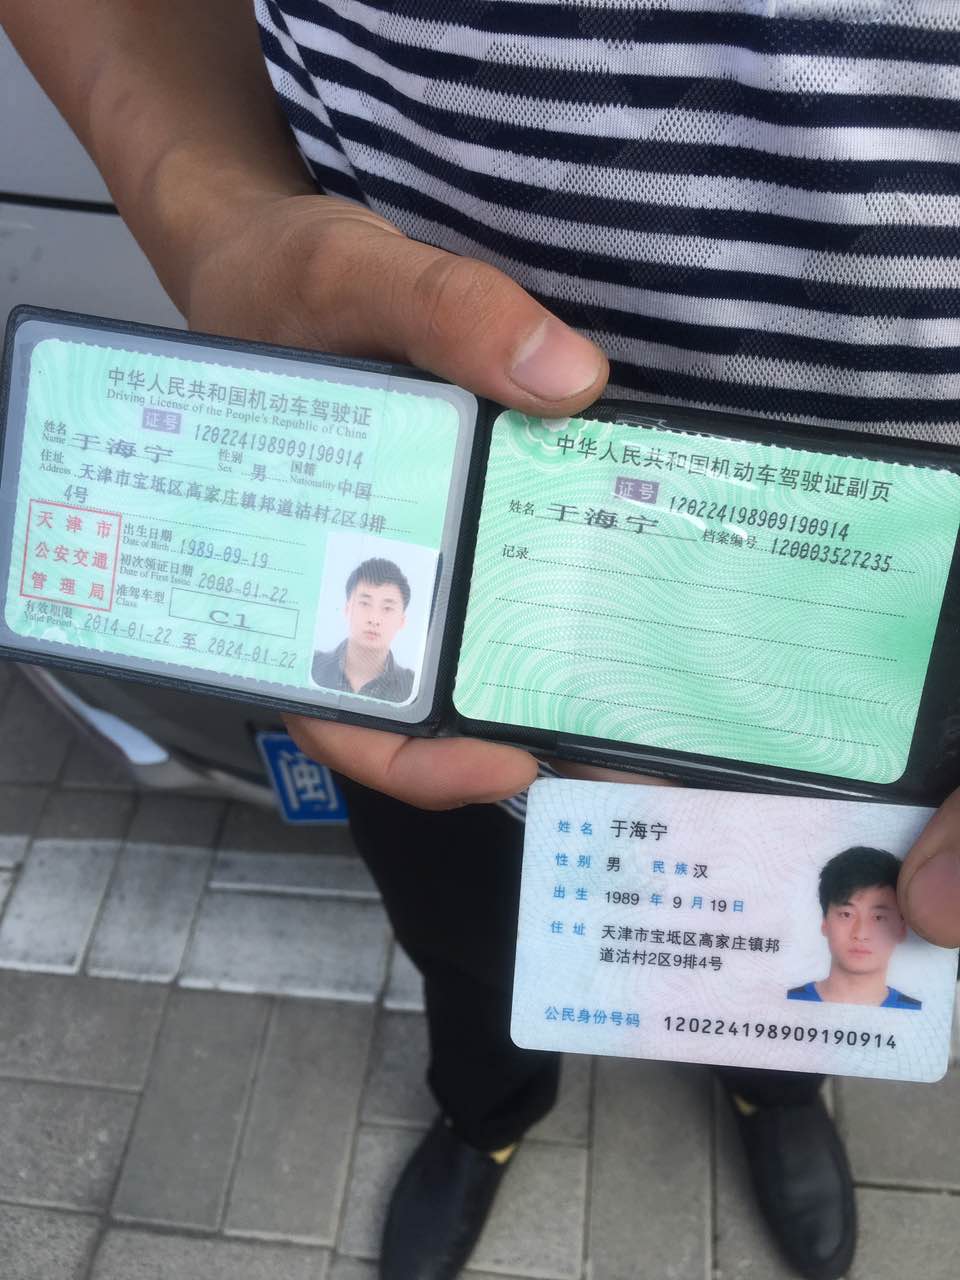 中华人民共和国机动车驾驶证
Driving License of the People's Republic of China
证号 120224198909190914
姓名 Name 于海宁 性别 Sex 男 国籍 Nationality 中国
住址 Address 天津市宝坻区高家庄镇邦道沽村2区9排
4号
天津市
公安交通
管理局
出生日期 Date of Birth 1989-09-19
初次领证日期 Date of First Issue 2008-01-22
准驾车型 Class C1
有效期限 Valid Period 2014-01-22 至 2024-01-22
中华人民共和国机动车驾驶证副页
证号 120224198909190914
姓名 于海宁 档案编号 120003527235
记录
闽
姓名 于海宁
性别 男 民族 汉
出生 1989 年 9 月 19 日
住址 天津市宝坻区高家庄镇邦
道沽村2区9排4号
公民身份号码 120224198909190914